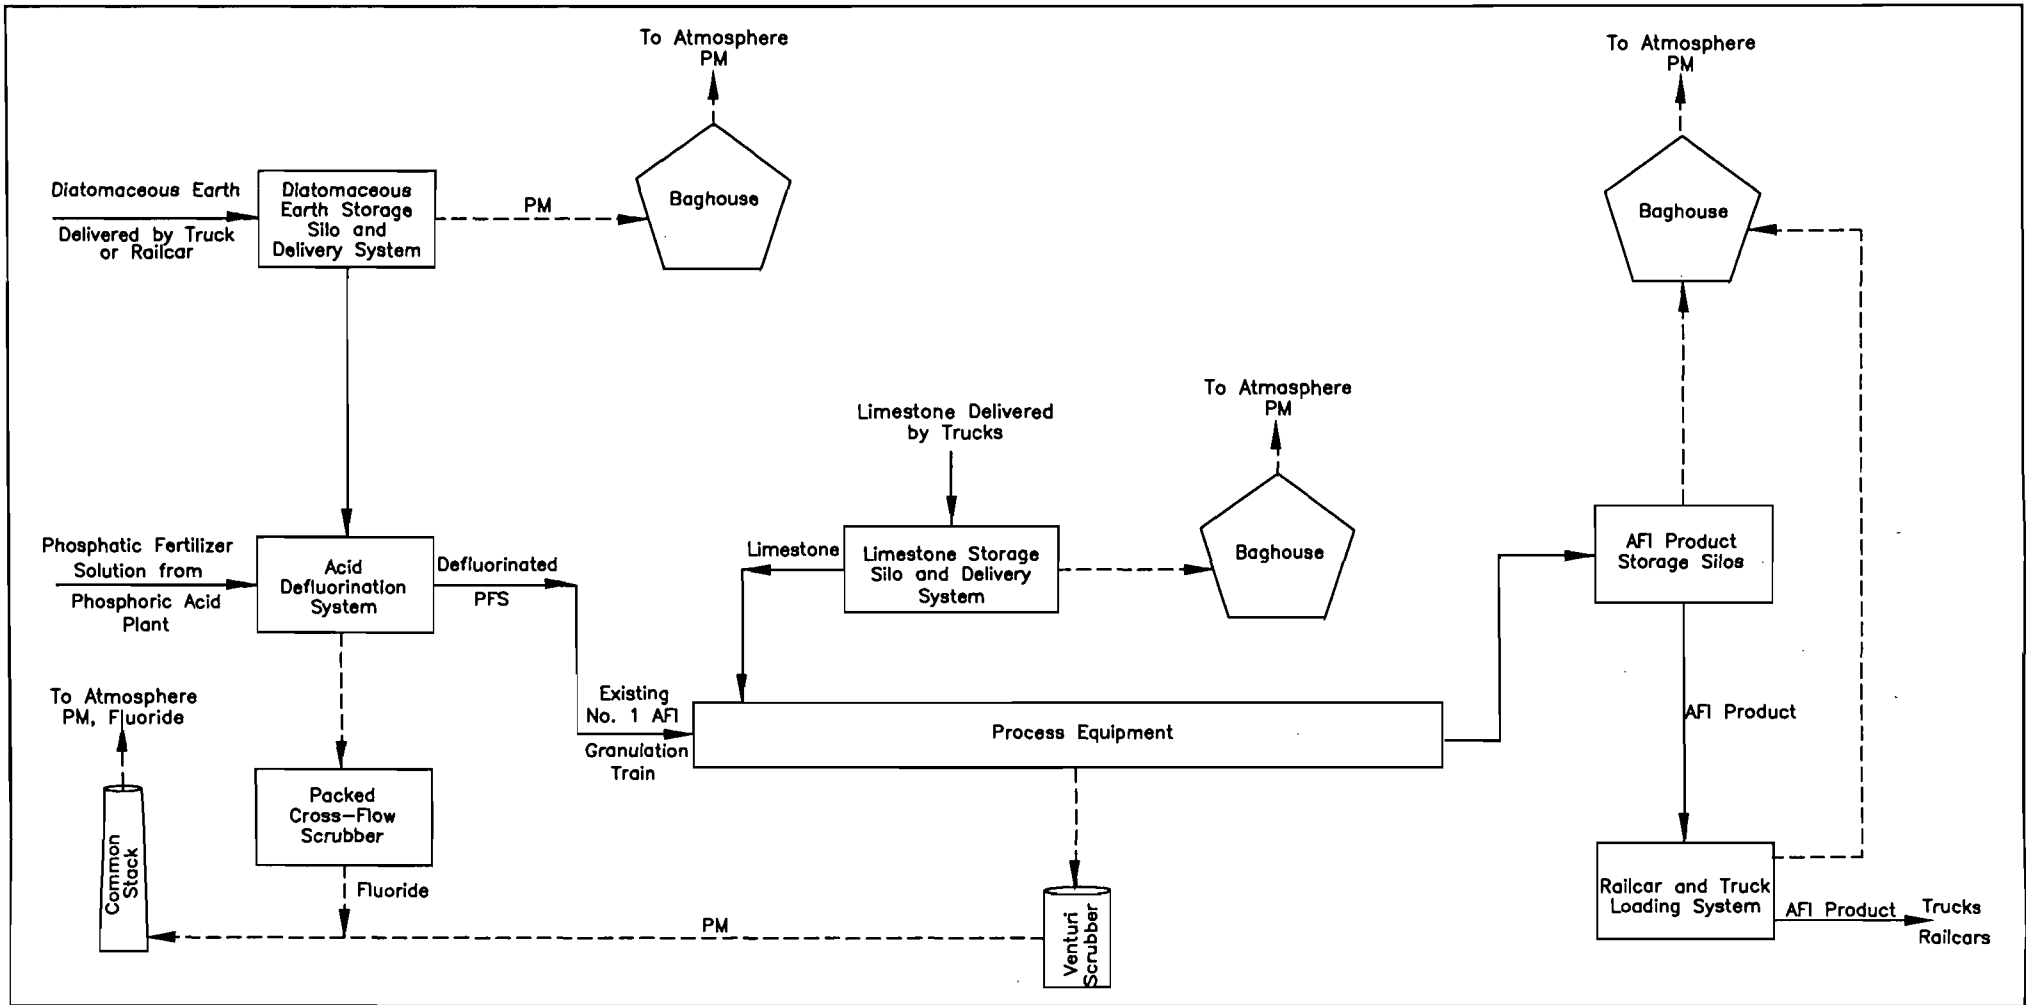 To Atmosphere
PM
To Atmosphere
PM
Diatomaceous Earth
Delivered by Truck
or Railcar
Diatomaceous
Earth Storage
Silo and
Delivery System
PM
Baghouse
Baghouse
To Atmosphere
PM
Limestone Delivered
by Trucks
Phosphatic Fertilizer
Solution from
Phosphoric Acid
Plant
Acid
Defluorination
System
Defluorinated
PFS
Limestone
Limestone Storage
Silo and Delivery
System
Baghouse
AFI Product
Storage Silos
To Atmosphere
PM, Fluoride
Existing
No. 1 AFI
Granulation
Train
Process Equipment
AFI Product
Packed
Cross-Flow
Scrubber
Common
Stack
Fluoride
PM
Venturi
Scrubber
Railcar and Truck
Loading System
AFI Product
Trucks
Railcars